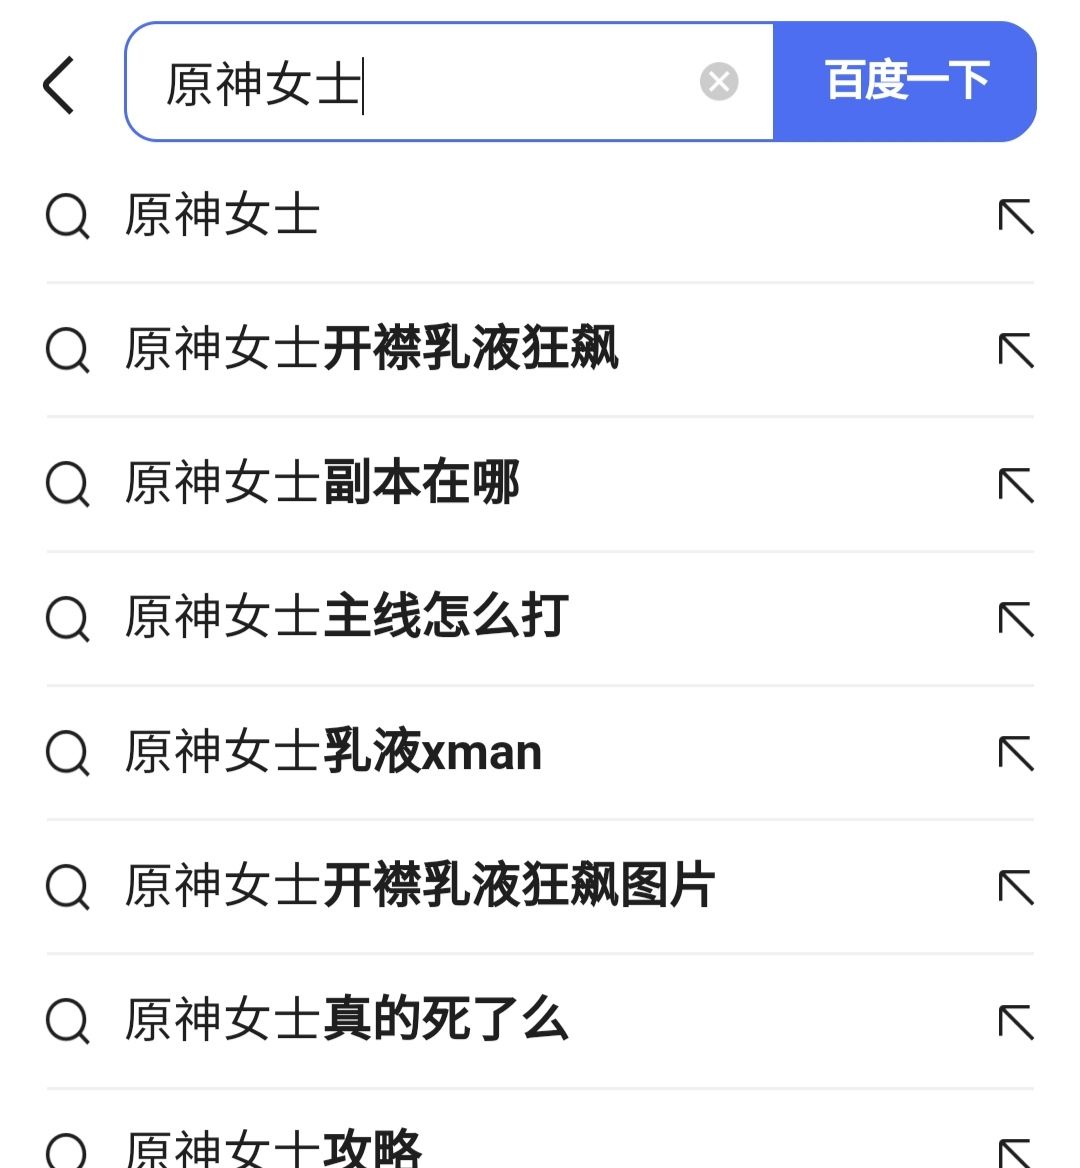 原神女士 百度一下
原神女士
原神女士开襟乳液狂飙
原神女士副本在哪
原神女士主线怎么打
原神女士乳液xman
原神女士开襟乳液狂飙图片
原神女士真的死了么
原神女士攻略